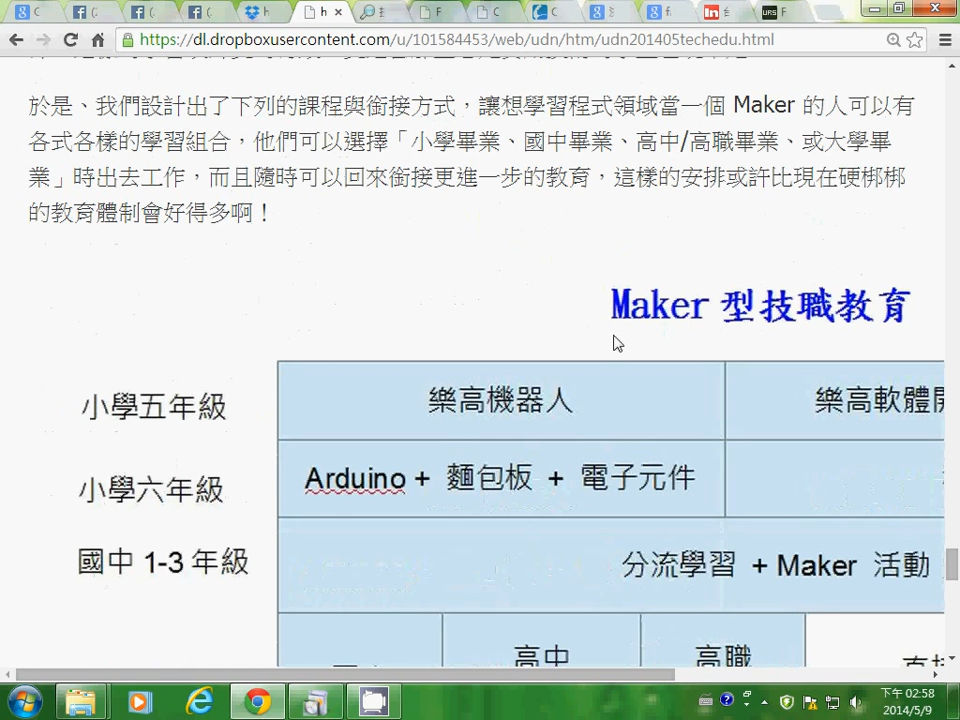 https://dl.dropboxusercontent.com/u/101584453/web/udn/htm/udn201405techedu.html
於是、我們設計出了下列的課程與銜接方式，讓想學習程式領域當一個 Maker 的人可以有
各式各樣的學習組合，他們可以選擇「小學畢業、國中畢業、高中/高職畢業、或大學畢
業」時出去工作，而且隨時可以回來銜接更進一步的教育，這樣的安排或許比現在硬梆梆
的教育體制會好得多啊！
Maker 型技職教育
小學五年級
樂高機器人
樂高軟體
小學六年級
Arduino + 麵包板 + 電子元件
國中 1-3 年級
分流學習 + Maker 活動
高中
高職
下午 02:58
2014/5/9